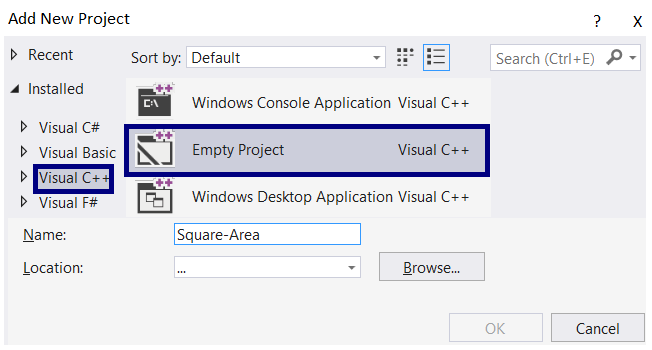 Add New Project
? X
Recent
Sort by: Default
Search (Ctrl+E)
Installed
Visual C#
Visual Basic
Visual C++
Visual F#
C:\
Windows Console Application Visual C++
Empty Project Visual C++
Windows Desktop Application Visual C++
Name: Square-Area
Location: ...
Browse...
OK
Cancel